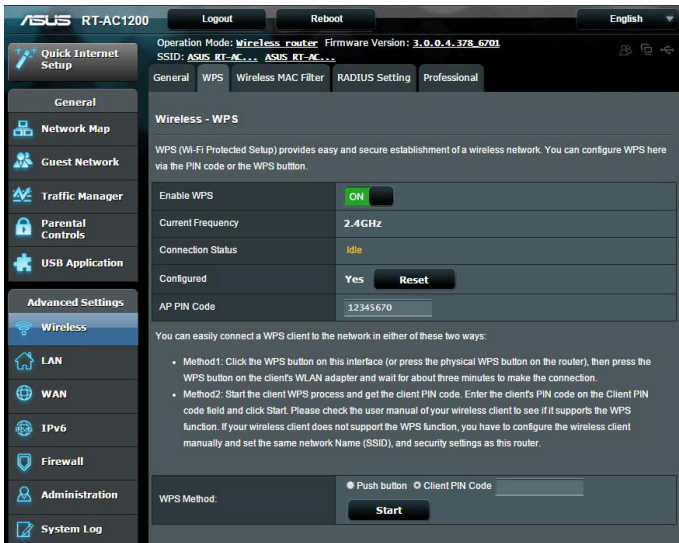 ASUS RT-AC1200 Logout Reboot English
Operation Mode: Wireless router Firmware Version: 3.0.0.4.378_6701
SSID: ASUS RT-AC... ASUS RT-AC...
Quick Internet
Setup
General
Network Map
Guest Network
Traffic Manager
Parental
Controls
USB Application
Advanced Settings
Wireless
LAN
WAN
IPv6
Firewall
Administration
System Log
General WPS Wireless MAC Filter RADIUS Setting Professional
Wireless - WPS
WPS (Wi-Fi Protected Setup) provides easy and secure establishment of a wireless network. You can configure WPS here
via the PIN code or the WPS buttton.
Enable WPS ON
Current Frequency 2.4GHz
Connection Status Idle
Configured Yes Reset
AP PIN Code 12345670
You can easily connect a WPS client to the network in either of these two ways:
• Method1: Click the WPS button on this interface (or press the physical WPS button on the router), then press the
WPS button on the client's WLAN adapter and wait for about three minutes to make the connection.
• Method2: Start the client WPS process and get the client PIN code. Enter the client's PIN code on the Client PIN
code field and click Start. Please check the user manual of your wireless client to see if it supports the WPS
function. If your wireless client does not support the WPS function, you have to configure the wireless client
manually and set the same network Name (SSID), and security settings as this router.
WPS Method: Push button Client PIN Code
Start